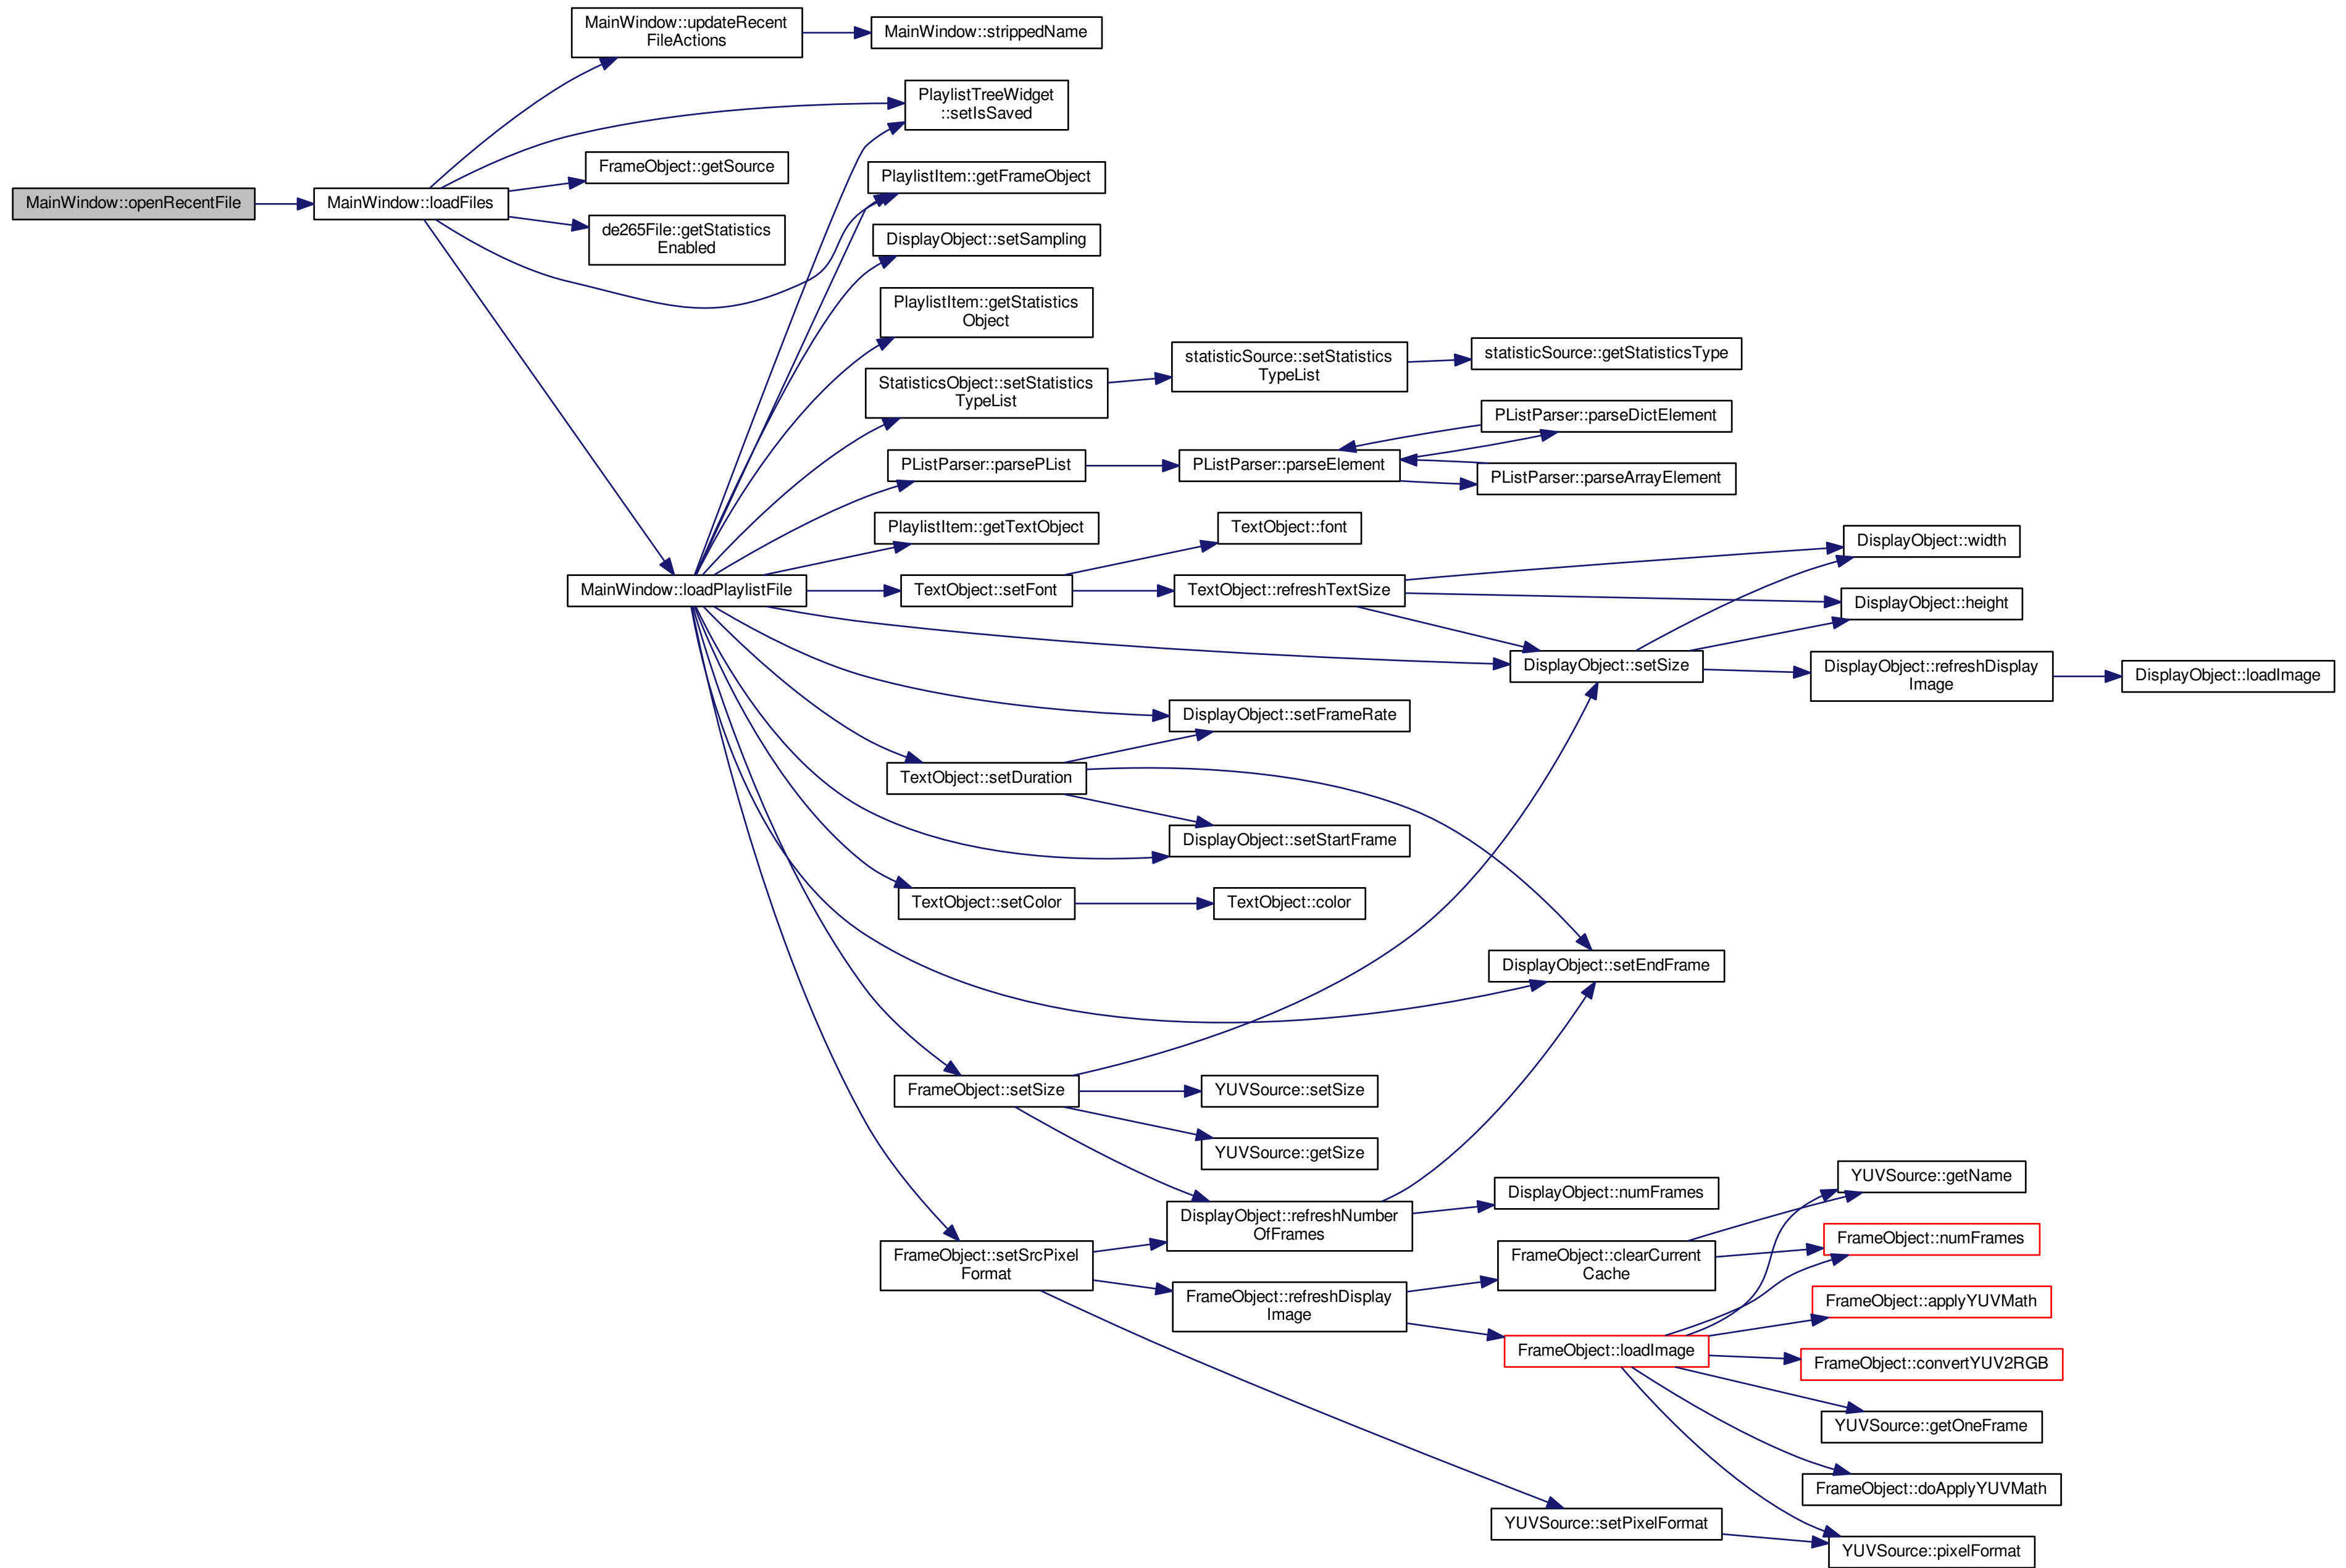 MainWindow::openRecentFile
MainWindow::loadFiles
MainWindow::updateRecent
FileActions
MainWindow::strippedName
PlaylistTreeWidget
::setIsSaved
FrameObject::getSource
de265File::getStatistics
Enabled
PlaylistItem::getFrameObject
DisplayObject::setSampling
PlaylistItem::getStatistics
Object
StatisticsObject::setStatistics
TypeList
statisticSource::setStatistics
TypeList
statisticSource::getStatisticsType
PListParser::parsePList
PListParser::parseElement
PListParser::parseDictElement
PListParser::parseArrayElement
PlaylistItem::getTextObject
MainWindow::loadPlaylistFile
TextObject::setFont
TextObject::font
TextObject::refreshTextSize
DisplayObject::width
DisplayObject::height
DisplayObject::setSize
DisplayObject::refreshDisplay
Image
DisplayObject::loadImage
DisplayObject::setFrameRate
TextObject::setDuration
DisplayObject::setStartFrame
TextObject::setColor
TextObject::color
DisplayObject::setEndFrame
FrameObject::setSize
YUVSource::setSize
YUVSource::getSize
DisplayObject::refreshNumber
OfFrames
DisplayObject::numFrames
FrameObject::setSrcPixel
Format
FrameObject::refreshDisplay
Image
FrameObject::clearCurrent
Cache
YUVSource::getName
FrameObject::numFrames
FrameObject::applyYUVMath
FrameObject::loadImage
FrameObject::convertYUV2RGB
YUVSource::getOneFrame
FrameObject::doApplyYUVMath
YUVSource::setPixelFormat
YUVSource::pixelFormat